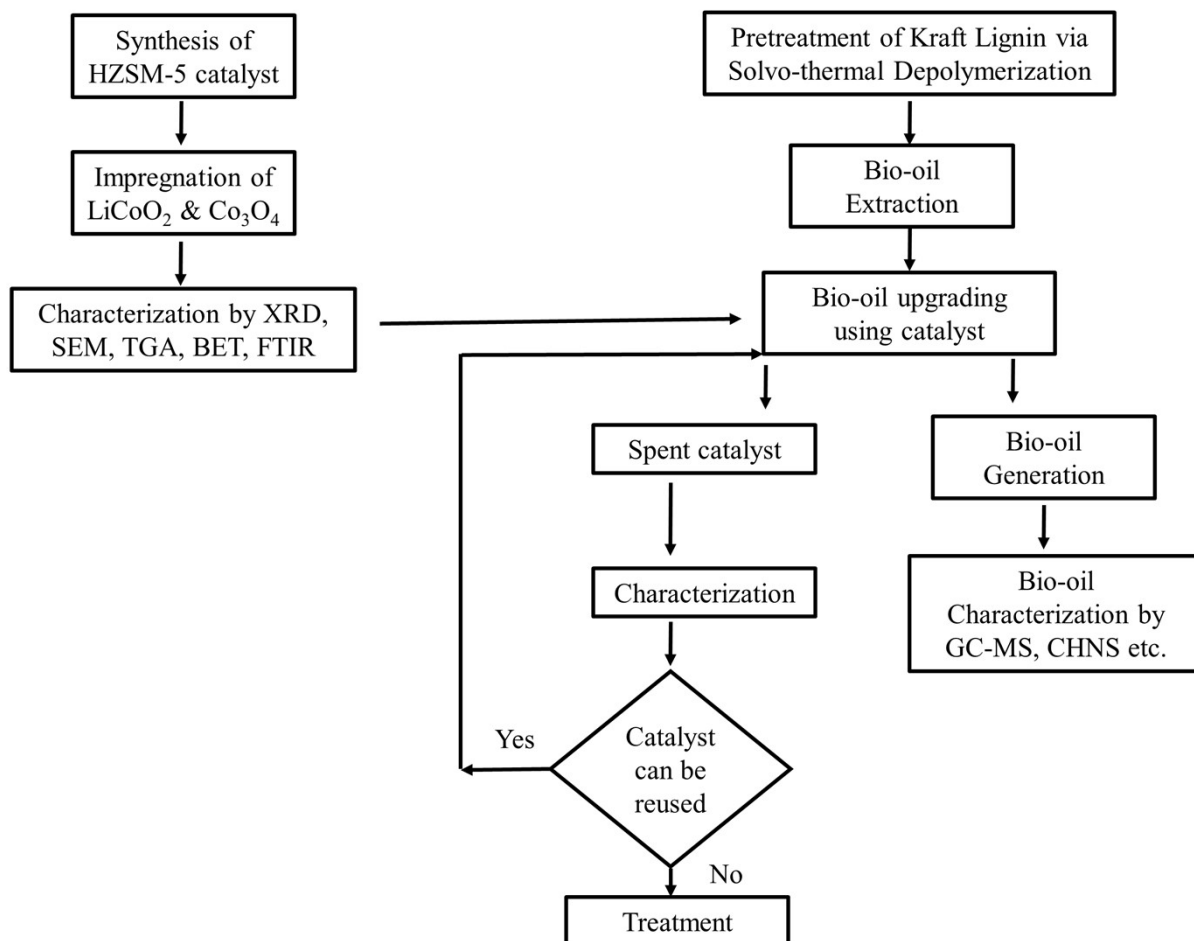 Synthesis of
HZSM-5 catalyst
Impregnation of
LiCoO₂ & Co₃O₄
Characterization by XRD,
SEM, TGA, BET, FTIR
Pretreatment of Kraft Lignin via
Solvo-thermal Depolymerization
Bio-oil
Extraction
Bio-oil upgrading
using catalyst
Spent catalyst
Characterization
Catalyst
can be
reused
Yes
No
Treatment
Bio-oil
Generation
Bio-oil
Characterization by
GC-MS, CHNS etc.